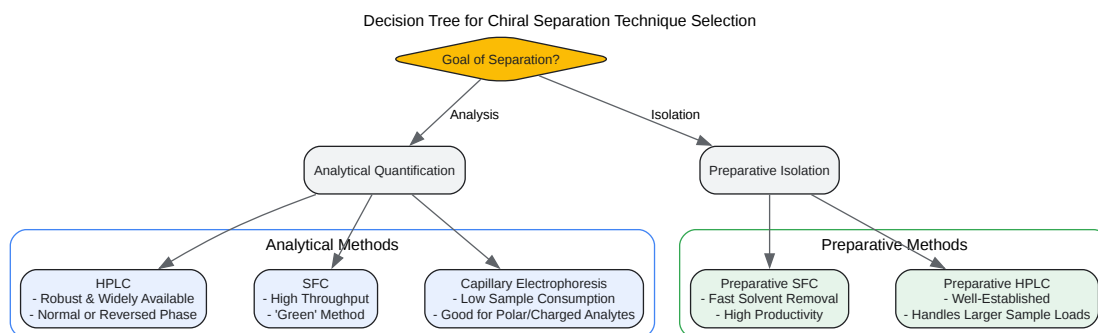 Decision Tree for Chiral Separation Technique Selection
Goal of Separation?
Analysis
Isolation
Analytical Quantification
Preparative Isolation
Analytical Methods
HPLC
- Robust & Widely Available
- Normal or Reversed Phase
SFC
- High Throughput
- 'Green' Method
Capillary Electrophoresis
- Low Sample Consumption
- Good for Polar/Charged Analytes
Preparative Methods
Preparative SFC
- Fast Solvent Removal
- High Productivity
Preparative HPLC
- Well-Established
- Handles Larger Sample Loads